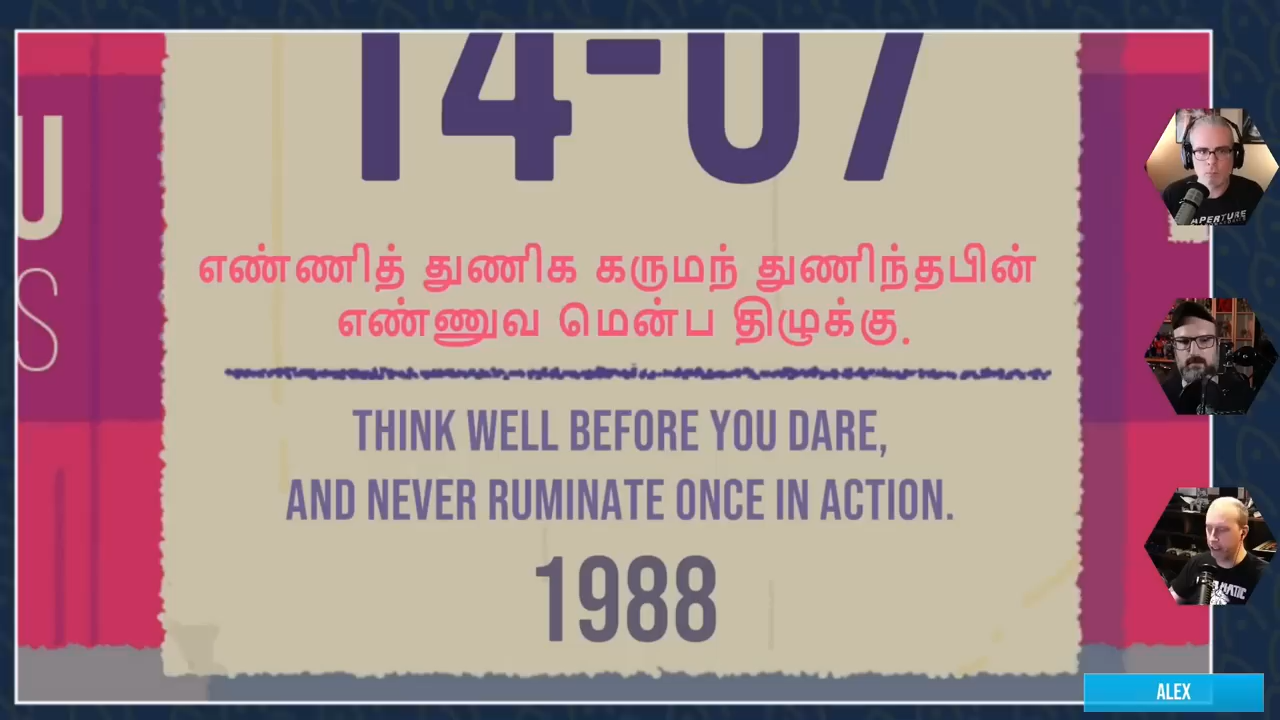 14-07
U
S
எண்ணித் துணிக கருமந் துணிந்தபின்
எண்ணுவ மென்ப திழுக்கு.
THINK WELL BEFORE YOU DARE,
AND NEVER RUMINATE ONCE IN ACTION.
1988
APERTURE
ALEX